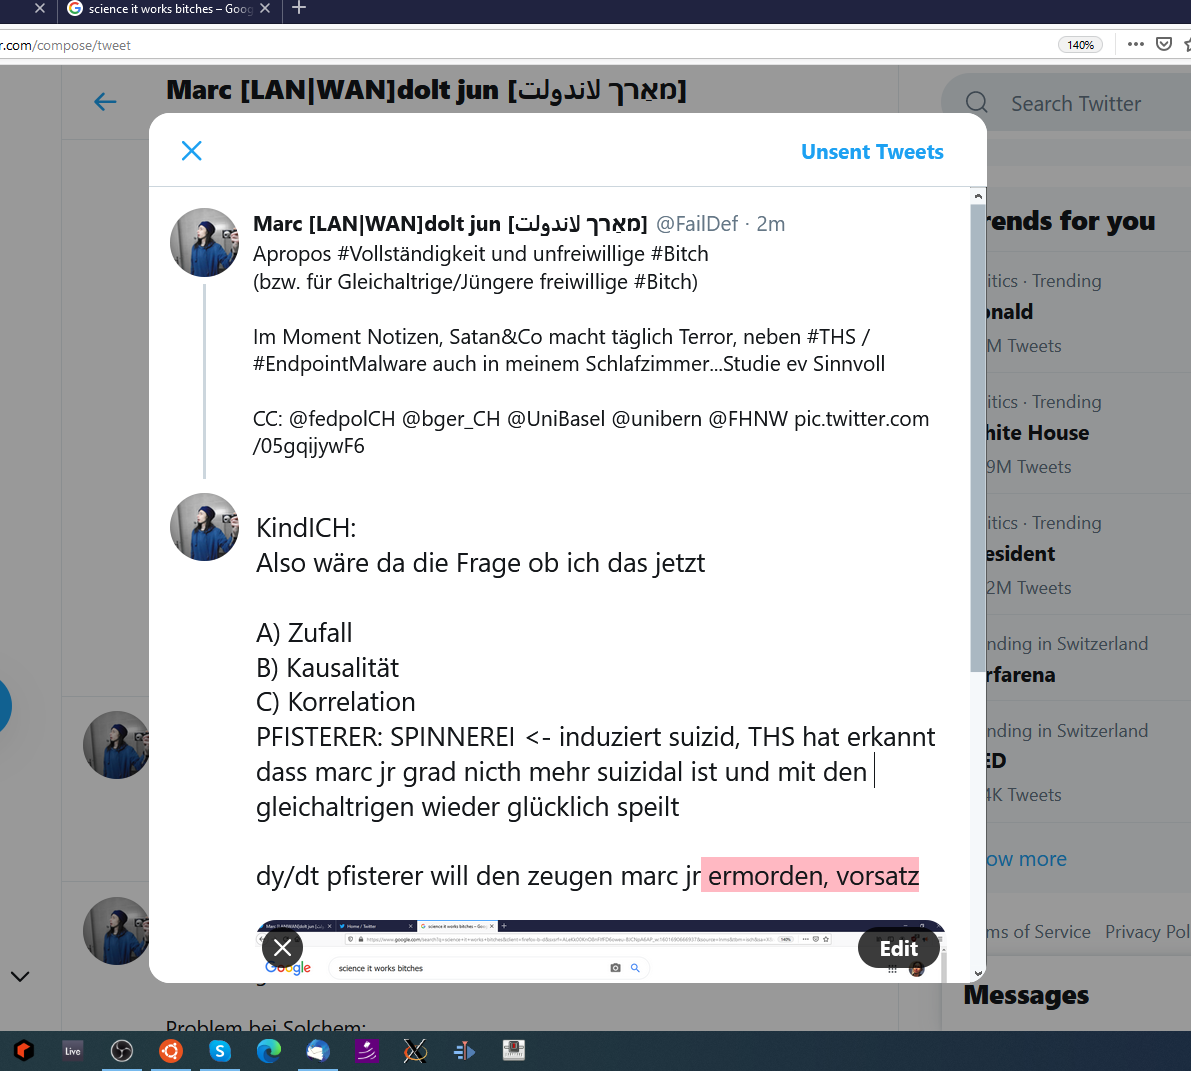 science it works bitches – Goog
r.com/compose/tweet
140%
Marc [LAN|WAN]dolt jun [מאַרך لاندولت]
Search Twitter
Unsent Tweets
Marc [LAN|WAN]dolt jun [מאַרך لاندولت] @FailDef · 2m
Apropos #Vollständigkeit und unfreiwillige #Bitch
(bzw. für Gleichaltrige/Jüngere freiwillige #Bitch)
Im Moment Notizen, Satan&Co macht täglich Terror, neben #THS /
#EndpointMalware auch in meinem Schlafzimmer...Studie ev Sinnvoll
CC: @fedpolCH @bger_CH @UniBasel @unibern @FHNW pic.twitter.com
/05gqijywF6
KindICH:
Also wäre da die Frage ob ich das jetzt
A) Zufall
B) Kausalität
C) Korrelation
PFISTERER: SPINNEREI <- induziert suizid, THS hat erkannt
dass marc jr grad nicth mehr suizidal ist und mit den
gleichaltrigen wieder glücklich speilt
dy/dt pfisterer will den zeugen marc jr ermorden, vorsatz
Edit
Google
science it works bitches
rends for you
itics · Trending
onald
M Tweets
itics · Trending
hite House
9M Tweets
itics · Trending
esident
2M Tweets
nding in Switzerland
rfarena
nding in Switzerland
ED
4K Tweets
ow more
ms of Service Privacy Pol
Messages
Problem bei Solchem:
Live